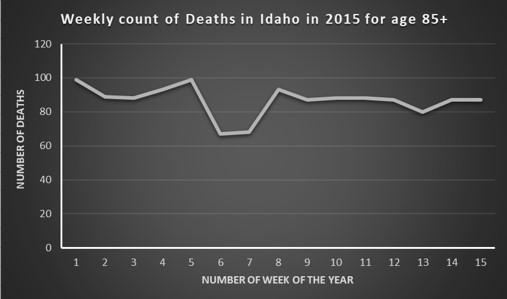 Weekly count of Deaths in Idaho in 2015 for age 85+
NUMBER OF DEATHS
120
100
80
60
40
20
0
1 2 3 4 5 6 7 8 9 10 11 12 13 14 15
NUMBER OF WEEK OF THE YEAR